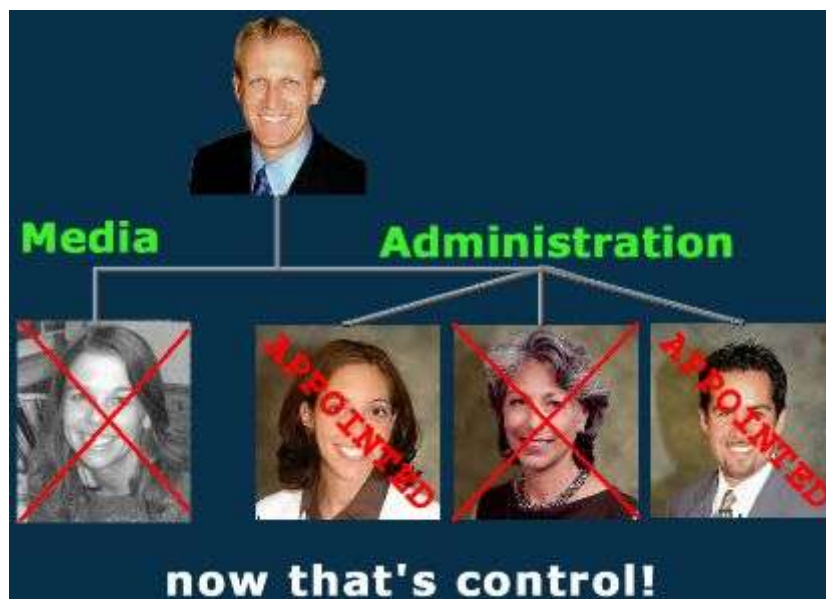 Media
Administration
APPOINTED
APPOINTED
now that's control!